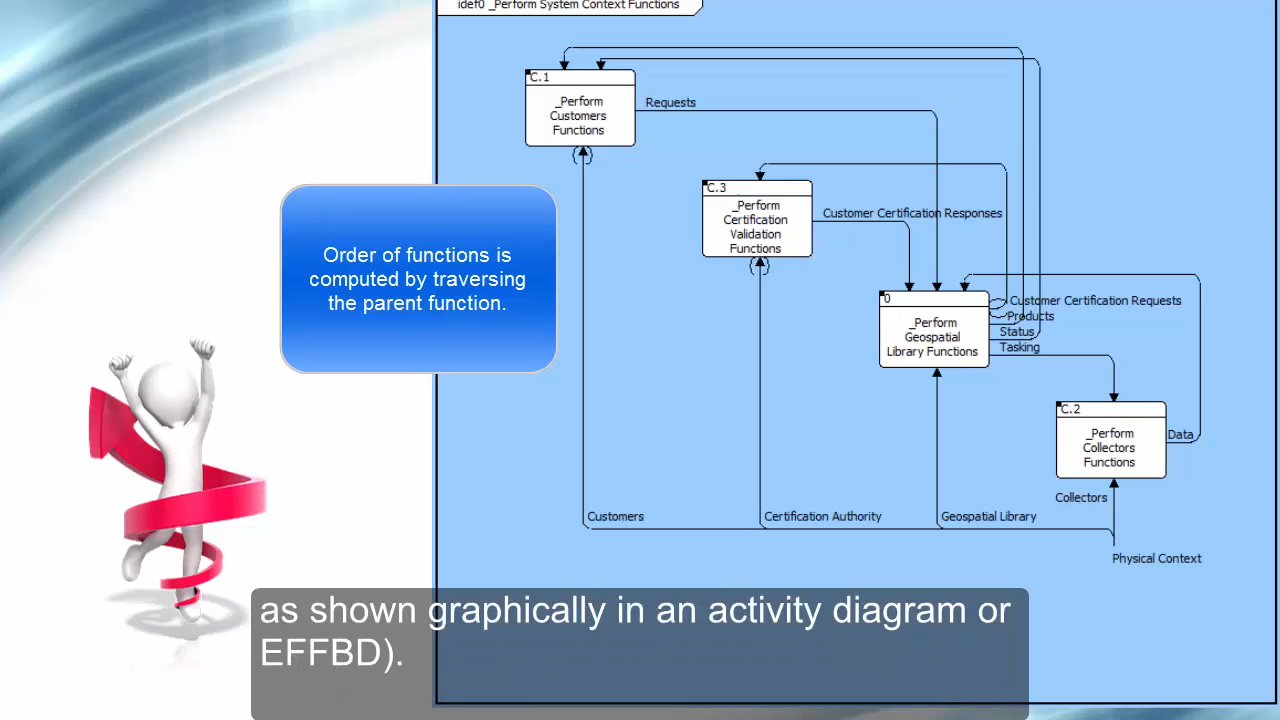 idef0 _Perform System Context Functions
C.1
_Perform
Customers
Functions
Requests
C.3
_Perform
Certification
Validation
Functions
Customer Certification Responses
Order of functions is
computed by traversing
the parent function.
0
_Perform
Geospatial
Library Functions
Customer Certification Requests
Products
Status
Tasking
C.2
_Perform
Collectors
Functions
Data
Collectors
Customers
Certification Authority
Geospatial Library
Physical Context
as shown graphically in an activity diagram or
EFFBD).